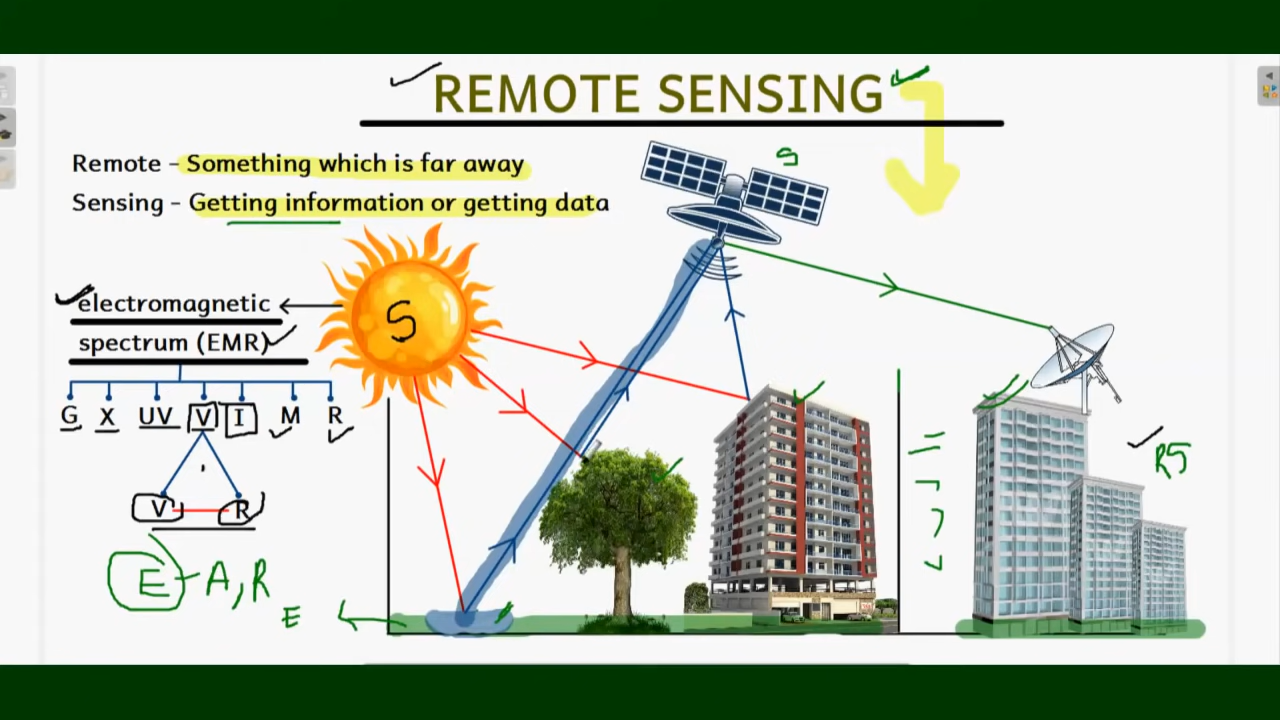 REMOTE SENSING
Remote - Something which is far away
Sensing - Getting information or getting data
S
electromagnetic
spectrum (EMR)
S
G X UV V I M R
V R
E - A, R
E
RS